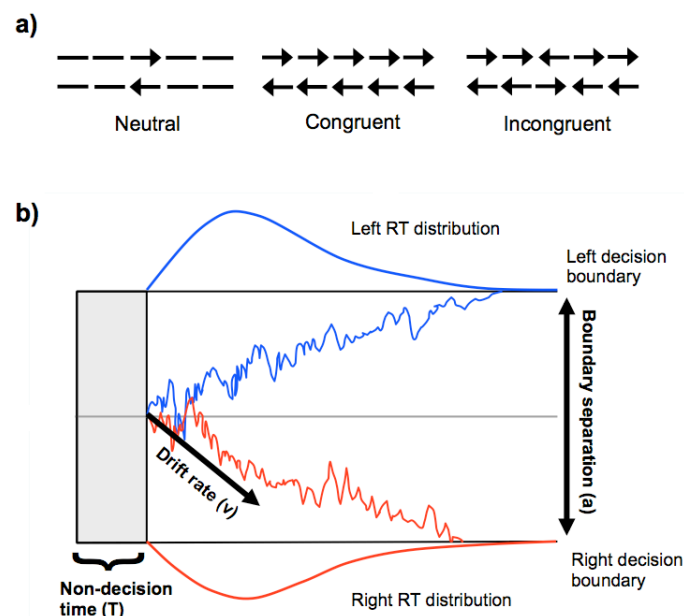 a)
Neutral
Congruent
Incongruent
b)
Left RT distribution
Left decision
boundary
Boundary separation (a)
Drift rate (v)
Non-decision
time (T)
Right RT distribution
Right decision
boundary